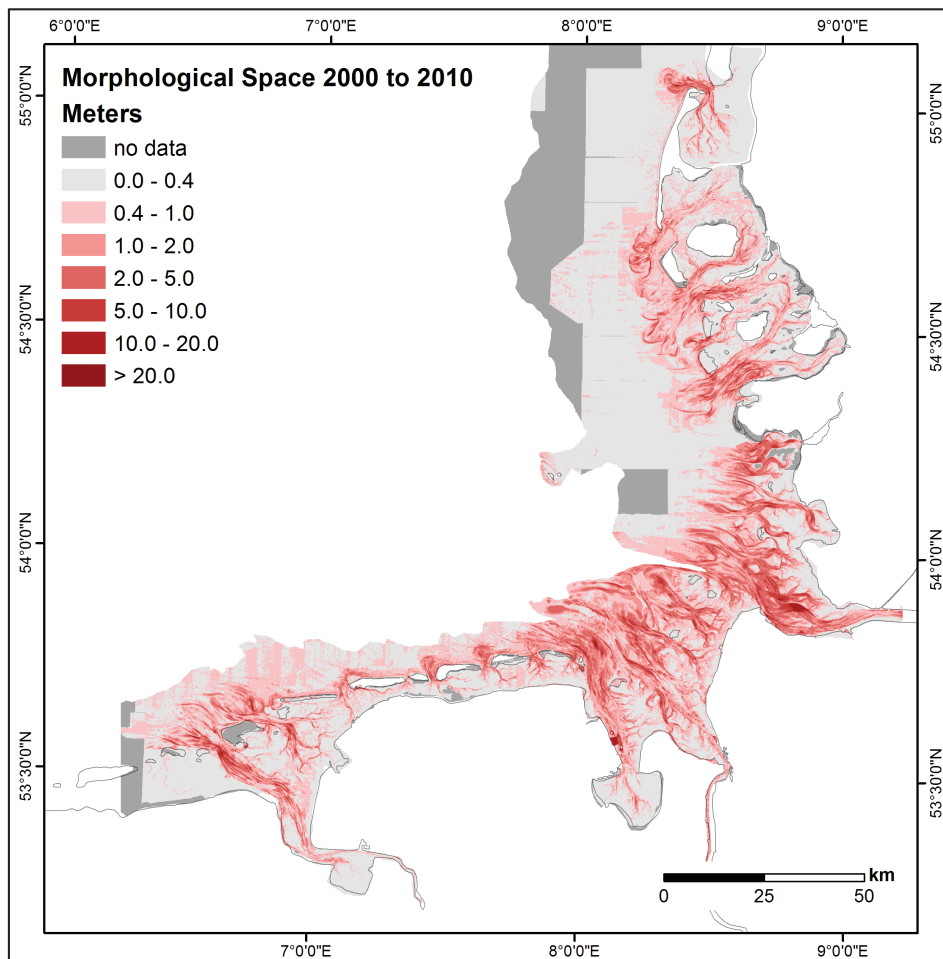 6°0'0"E 7°0'0"E 8°0'0"E 9°0'0"E
Morphological Space 2000 to 2010
Meters
no data
0.0 - 0.4
0.4 - 1.0
1.0 - 2.0
2.0 - 5.0
5.0 - 10.0
10.0 - 20.0
> 20.0
55°0'0"N
54°30'0"N
54°0'0"N
53°30'0"N
55°0'0"N
54°30'0"N
54°0'0"N
53°30'0"N
km
0 25 50
7°0'0"E 8°0'0"E 9°0'0"E